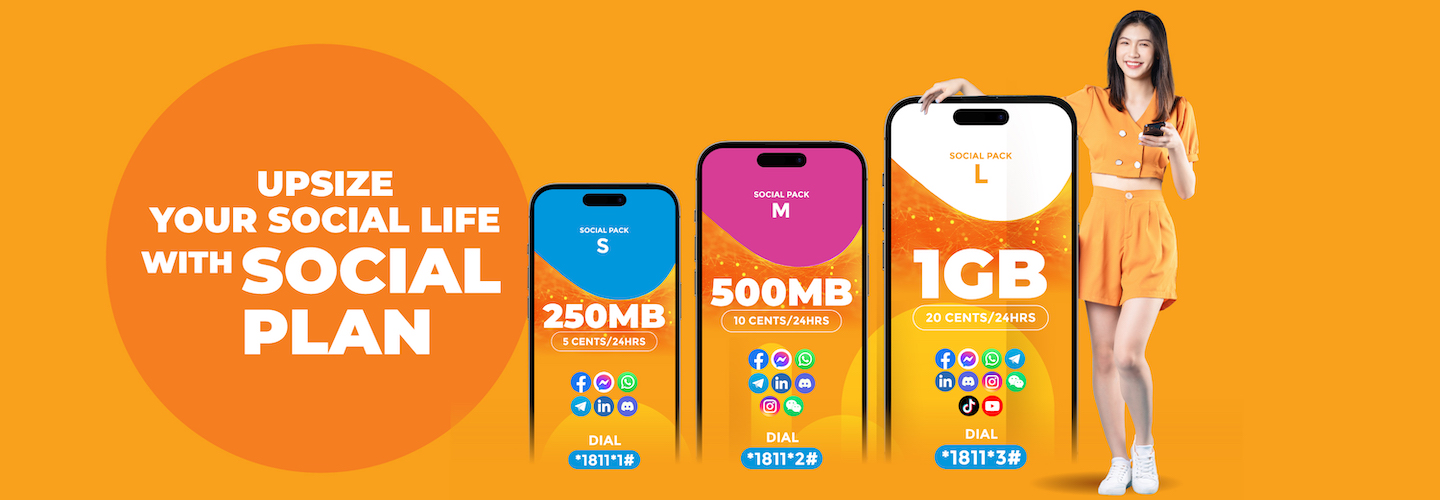 UPSIZE
YOUR SOCIAL LIFE
WITH SOCIAL
PLAN
SOCIAL PACK
S
250MB
5 CENTS/24HRS
DIAL
*1811*1#
SOCIAL PACK
M
500MB
10 CENTS/24HRS
DIAL
*1811*2#
SOCIAL PACK
L
1GB
20 CENTS/24HRS
DIAL
*1811*3#